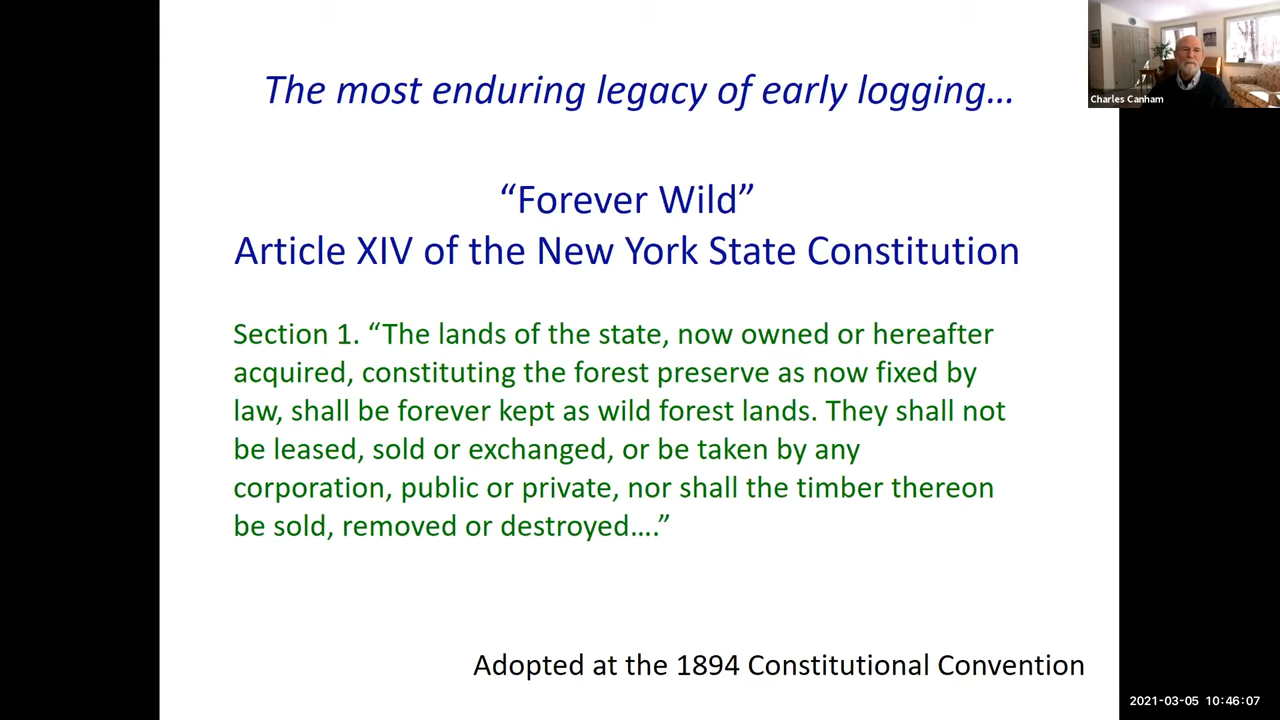 The most enduring legacy of early logging…
Charles Canham
“Forever Wild”
Article XIV of the New York State Constitution
Section 1. “The lands of the state, now owned or hereafter
acquired, constituting the forest preserve as now fixed by
law, shall be forever kept as wild forest lands. They shall not
be leased, sold or exchanged, or be taken by any
corporation, public or private, nor shall the timber thereon
be sold, removed or destroyed….”
Adopted at the 1894 Constitutional Convention
2021-03-05 10:46:07